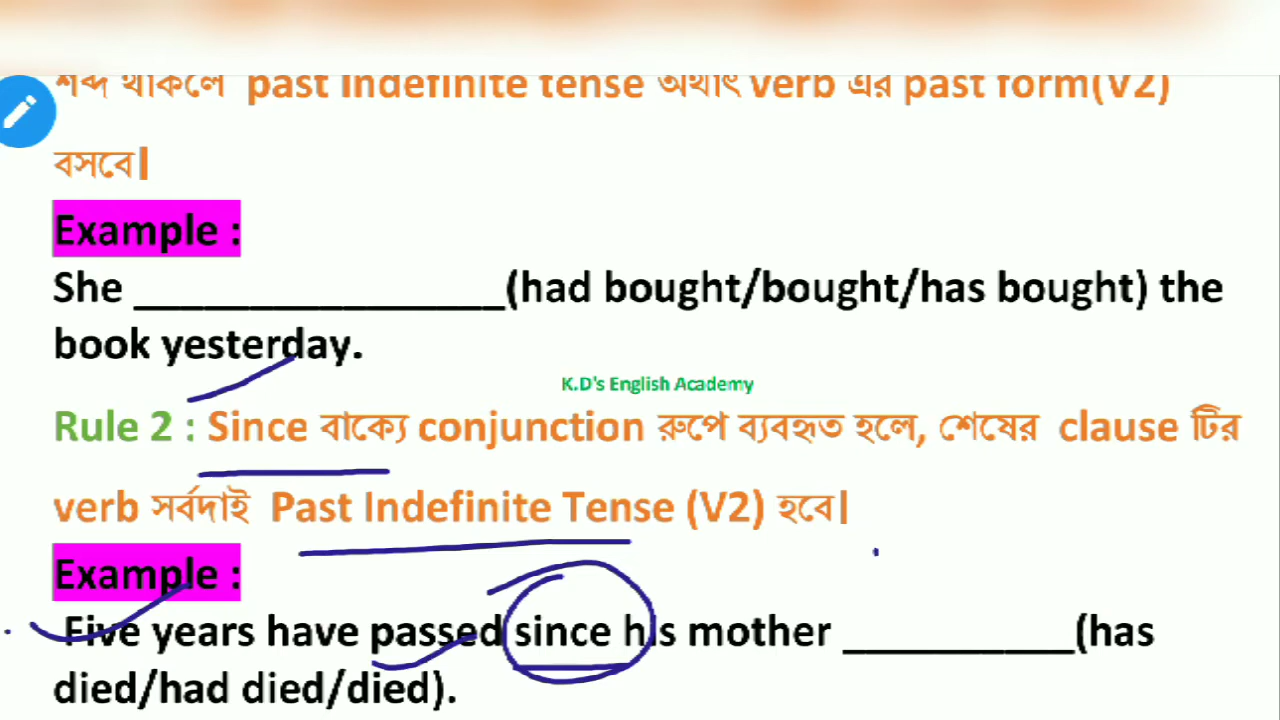 শব্দ থাকলে past Indefinite tense অর্থাৎ verb এর past form(V2)
বসবে।
Example :
She ________________(had bought/bought/has bought) the
book yesterday.
K.D's English Academy
Rule 2 : Since বাক্যে conjunction রুপে ব্যবহৃত হলে, শেষের clause টির
verb সর্বদাই Past Indefinite Tense (V2) হবে।
Example :
Five years have passed since his mother __________(has
died/had died/died).